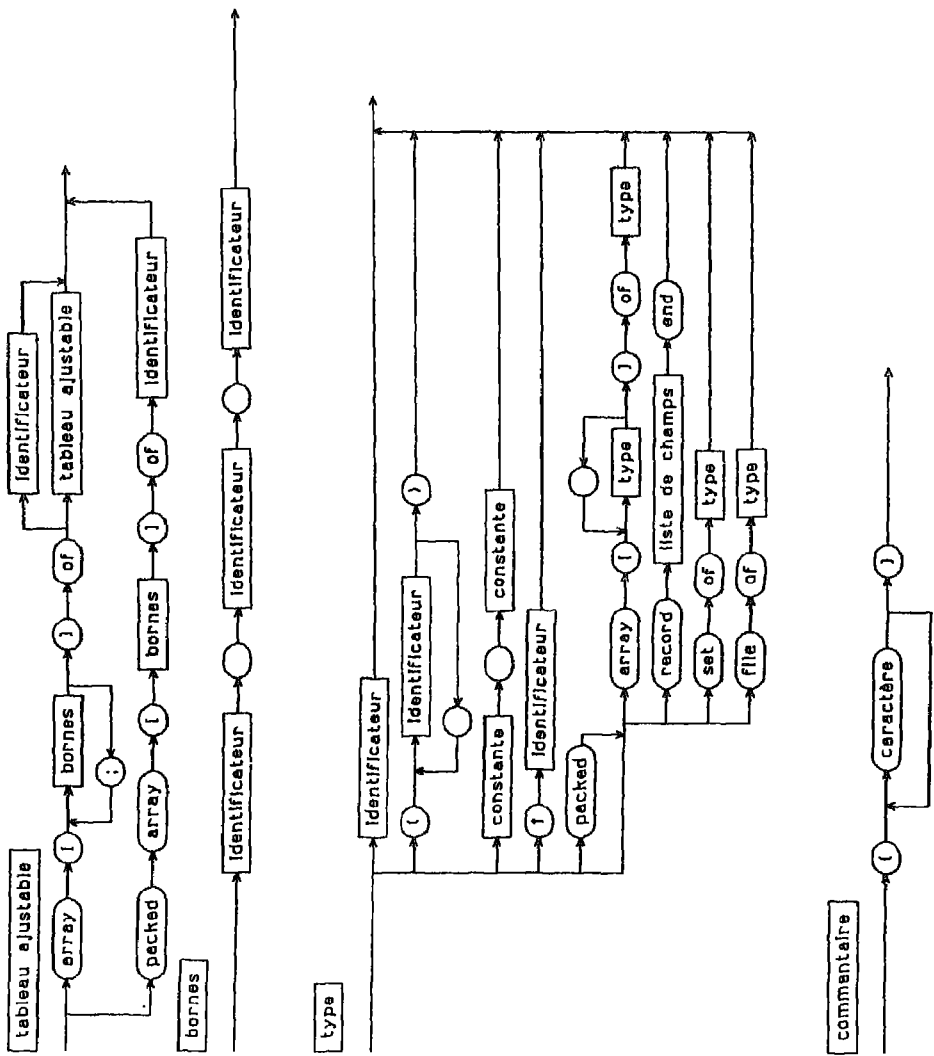 tableau ajustable
identificateur
array [ bornes ] of tableau ajustable
;
packed array [ bornes ] of identificateur
bornes
identificateur identificateur identificateur
type
identificateur
( identificateur )
constante constante
↑ identificateur
packed
array [ type ] of type
record liste de champs end
set of type
file of type
commentaire
{ caractère }